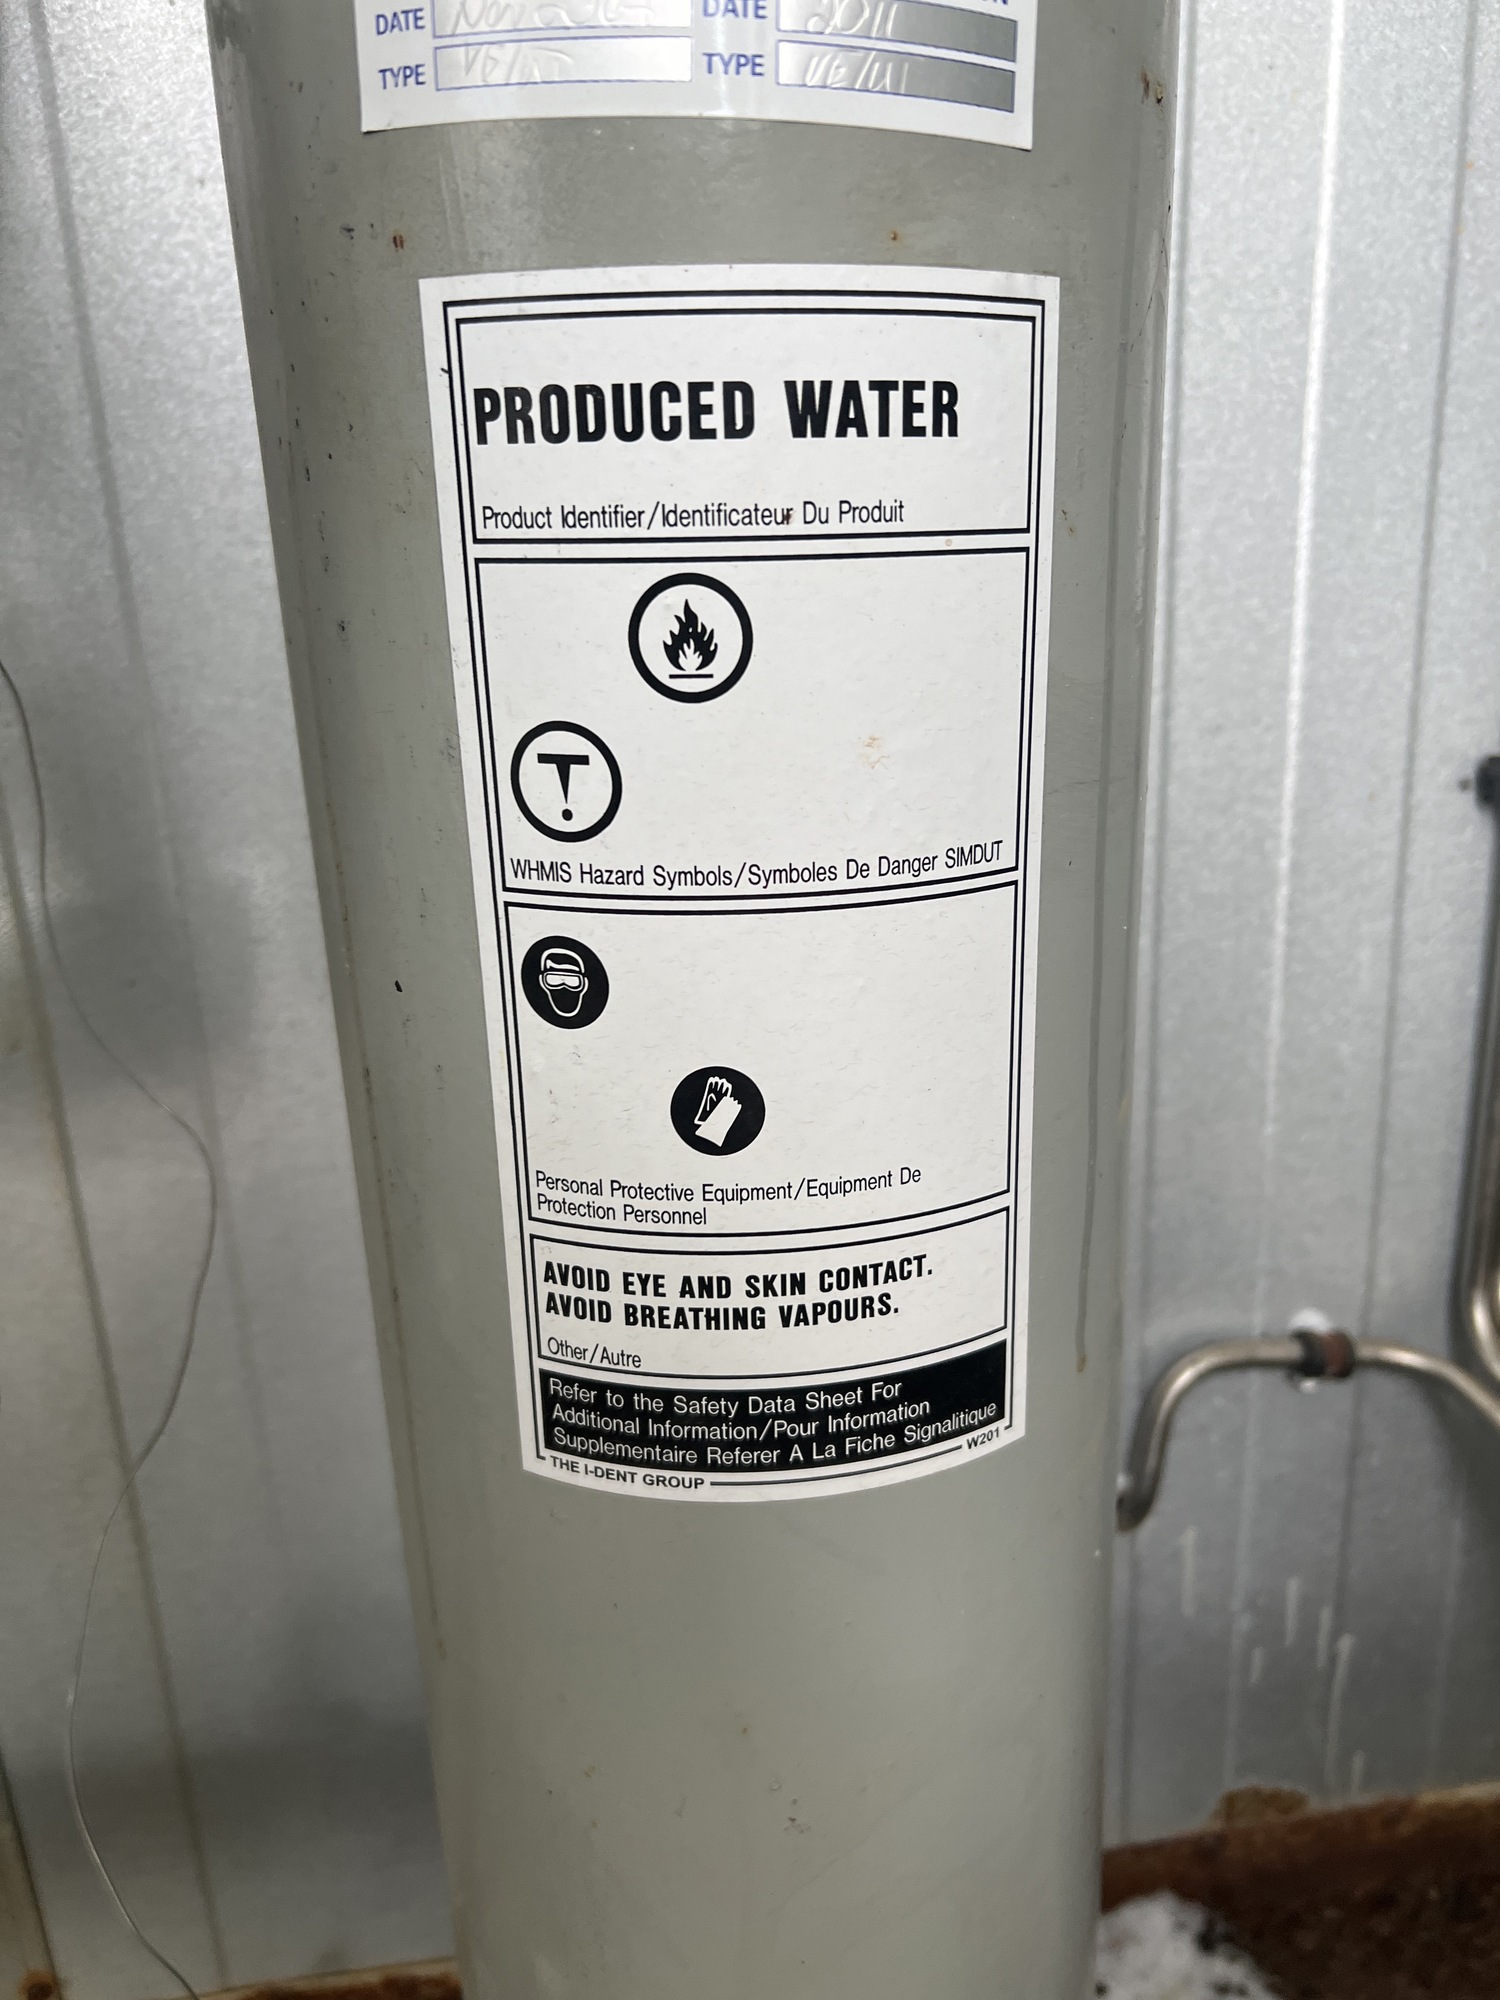 DATE
DATE 2011
TYPE
TYPE
PRODUCED WATER
Product Identifier/Identificateur Du Produit
WHMIS Hazard Symbols/Symboles De Danger SIMDUT
Personal Protective Equipment/Equipment De
Protection Personnel
AVOID EYE AND SKIN CONTACT.
AVOID BREATHING VAPOURS.
Other/Autre
Refer to the Safety Data Sheet For
Additional Information/Pour Information
Supplementaire Referer A La Fiche Signalitique
THE I-DENT GROUP W201